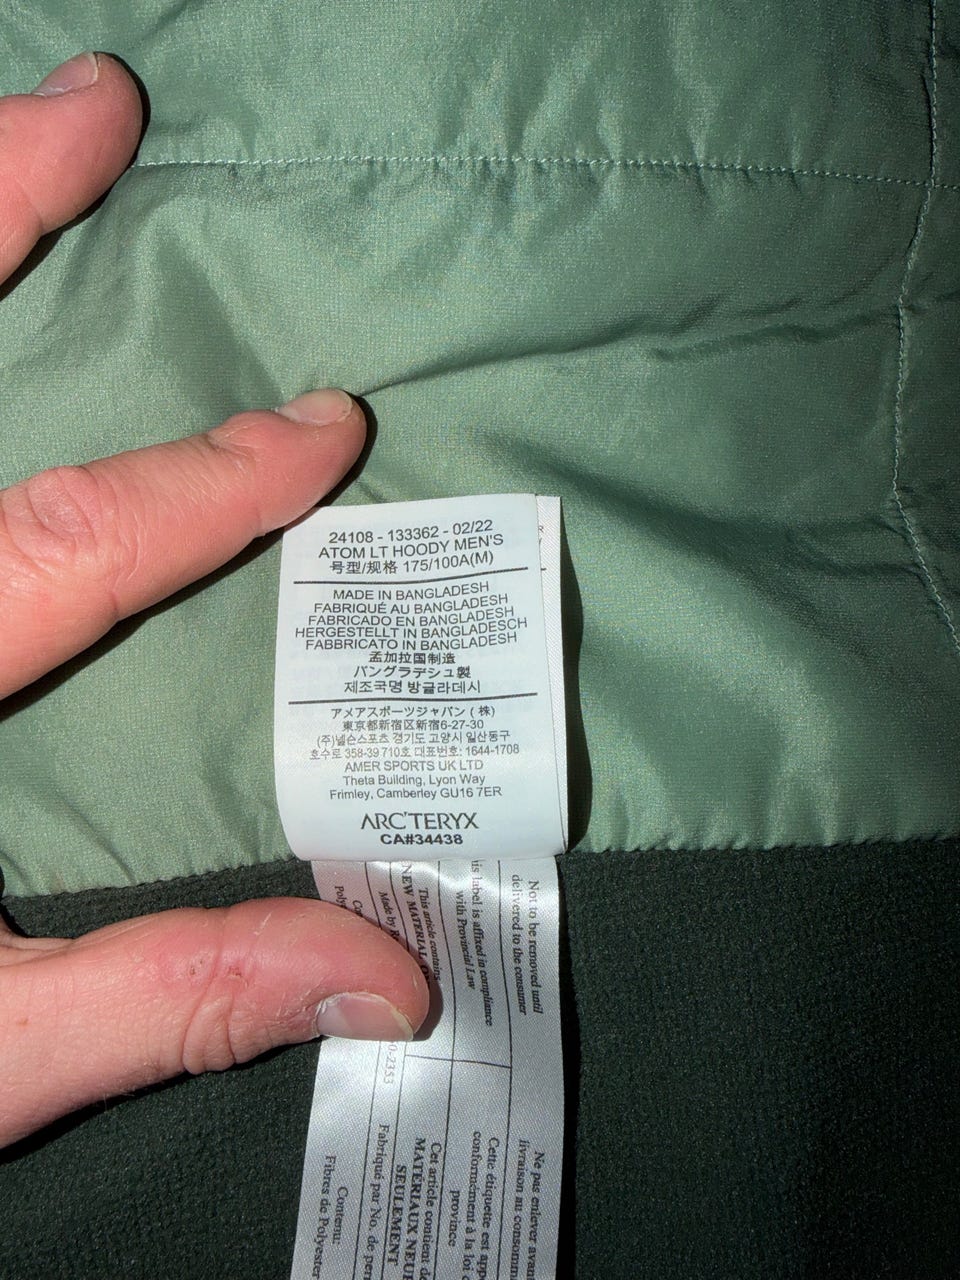 24108 - 133362 - 02/22
ATOM LT HOODY MEN'S
号型/规格 175/100A(M)
MADE IN BANGLADESH
FABRIQUÉ AU BANGLADESH
FABRICADO EN BANGLADESH
HERGESTELLT IN BANGLADESCH
FABBRICATO IN BANGLADESH
孟加拉国制造
バングラデシュ製
제조국명 방글라데시
アメアスポーツジャパン (株)
東京都新宿区新宿6-27-30
(주)넬슨스포츠 경기도 고양시 일산동구
호수로 358-39 710호 대표번호: 1644-1708
AMER SPORTS UK LTD
Theta Building, Lyon Way
Frimley, Camberley GU16 7ER
ARC'TERYX
CA#34438
Not to be removed until
delivered to the consumer
label is affixed in compliance
with Provincial Law
This article contains
NEW MATERIAL
Made by
Ne pas enlever avant
livraison au
Cette étiquette est
conformément à la loi
province
Cet article contient
MATÉRIAUX
SEULEMENT
Fabriqué par No. de
Contenu:
Fibres de Polyester